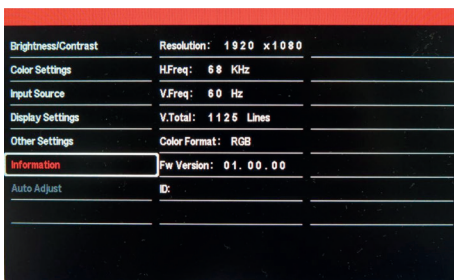 Brightness/Contrast Resolution: 1920 x1080
Color Settings H.Freq: 68 KHz
Input Source V.Freq: 60 Hz
Display Settings V.Total: 1125 Lines
Other Settings Color Format: RGB
Information Fw Version: 01.00.00
Auto Adjust ID: